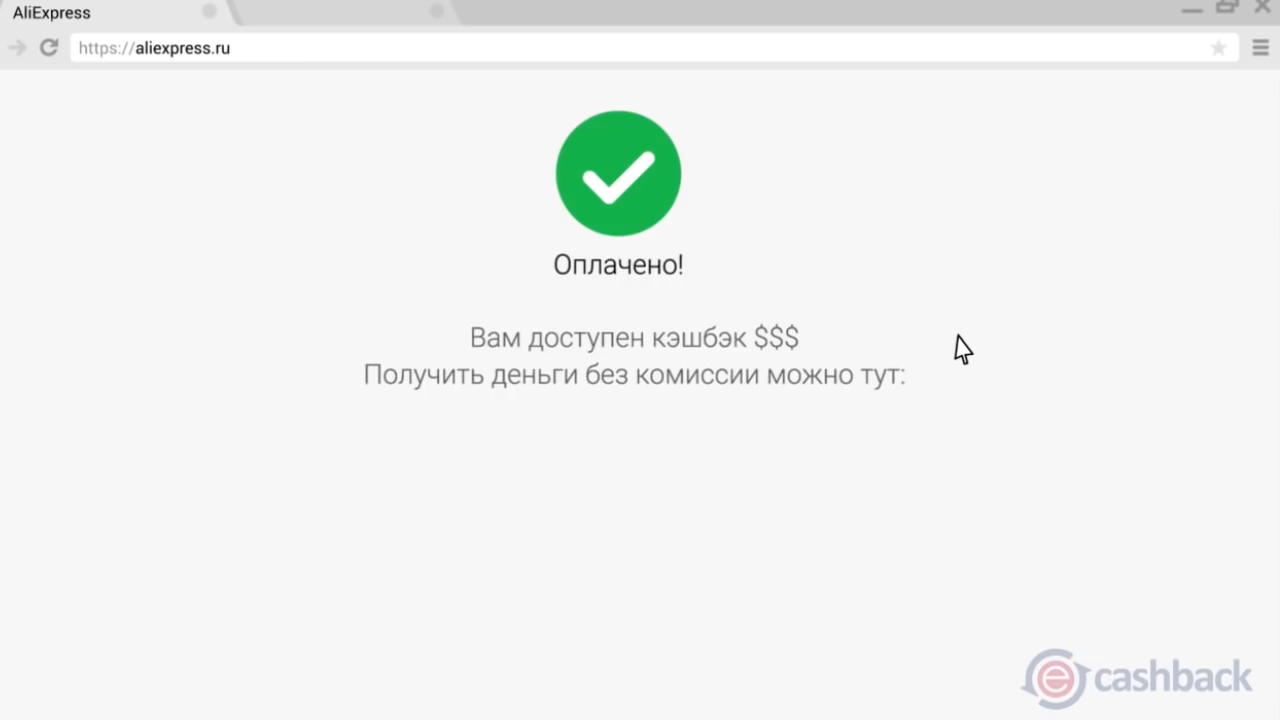 AliExpress
https://aliexpress.ru
Оплачено!
Вам доступен кэшбэк $$$
Получить деньги без комиссии можно тут:
e cashback